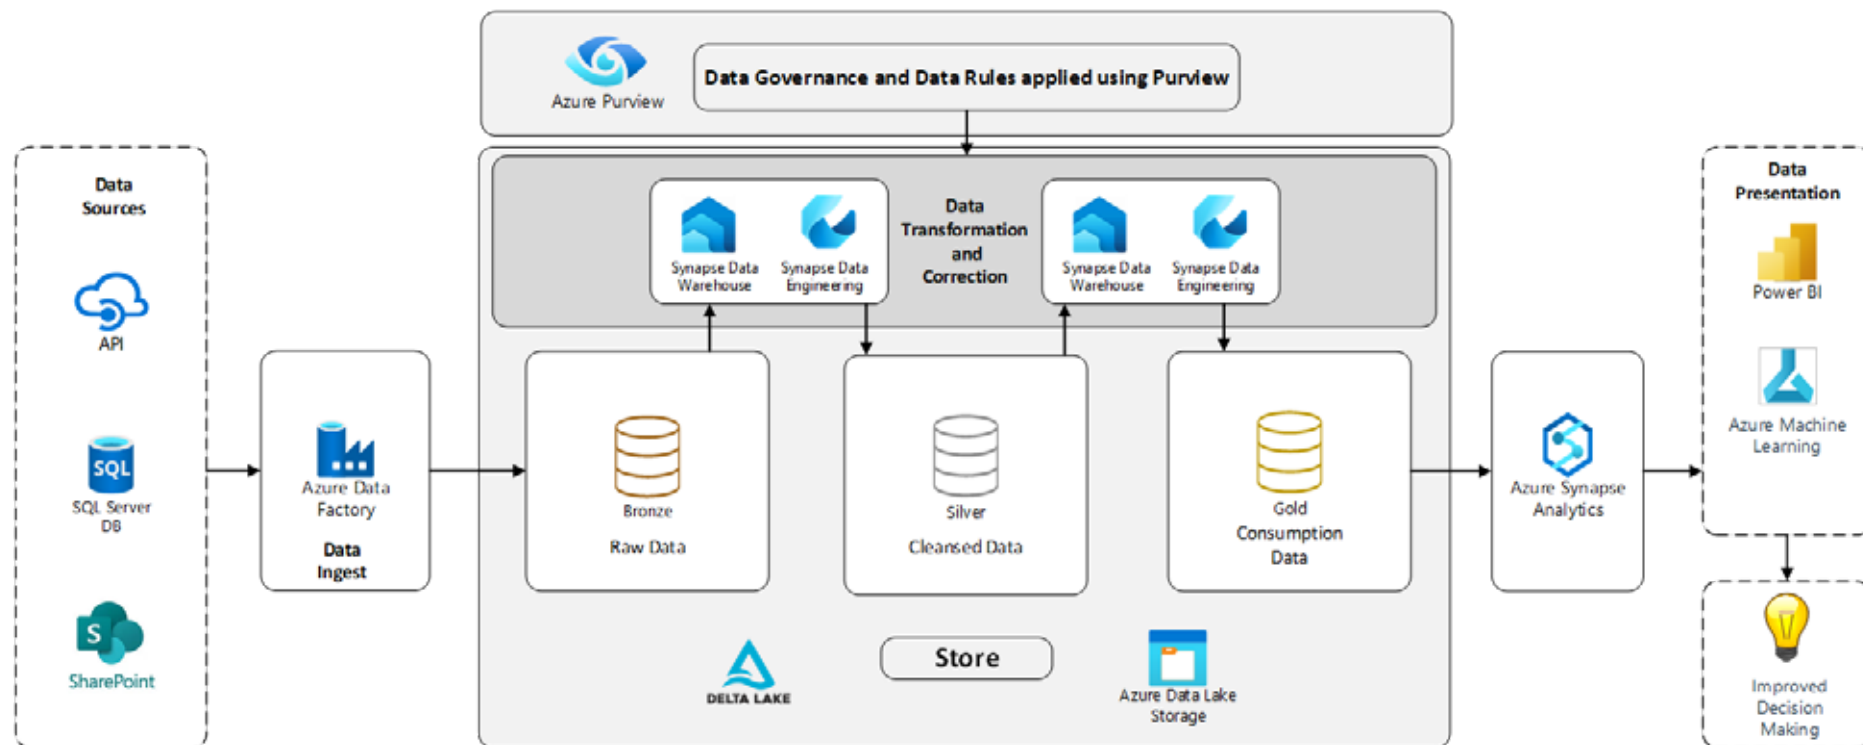 Azure Purview
Data Governance and Data Rules applied using Purview
Data
Sources
API
SQL
SQL Server
DB
S
SharePoint
Azure Data
Factory
Data
Ingest
Synapse Data
Warehouse
Synapse Data
Engineering
Data
Transformation
and
Correction
Synapse Data
Warehouse
Synapse Data
Engineering
Bronze
Raw Data
Silver
Cleansed Data
Gold
Consumption
Data
DELTA LAKE
Store
Azure Data Lake
Storage
Azure Synapse
Analytics
Data
Presentation
Power BI
Azure Machine
Learning
Improved
Decision
Making